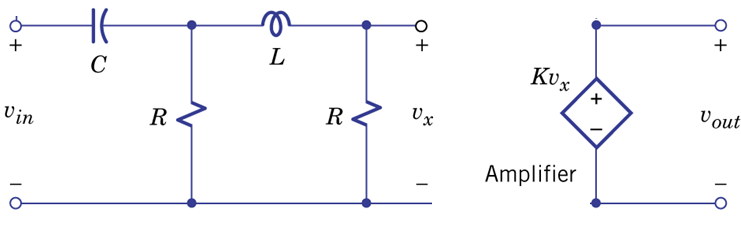 + C L + Kv_x + +
v_in R R v_x − v_out
Amplifier
− − −